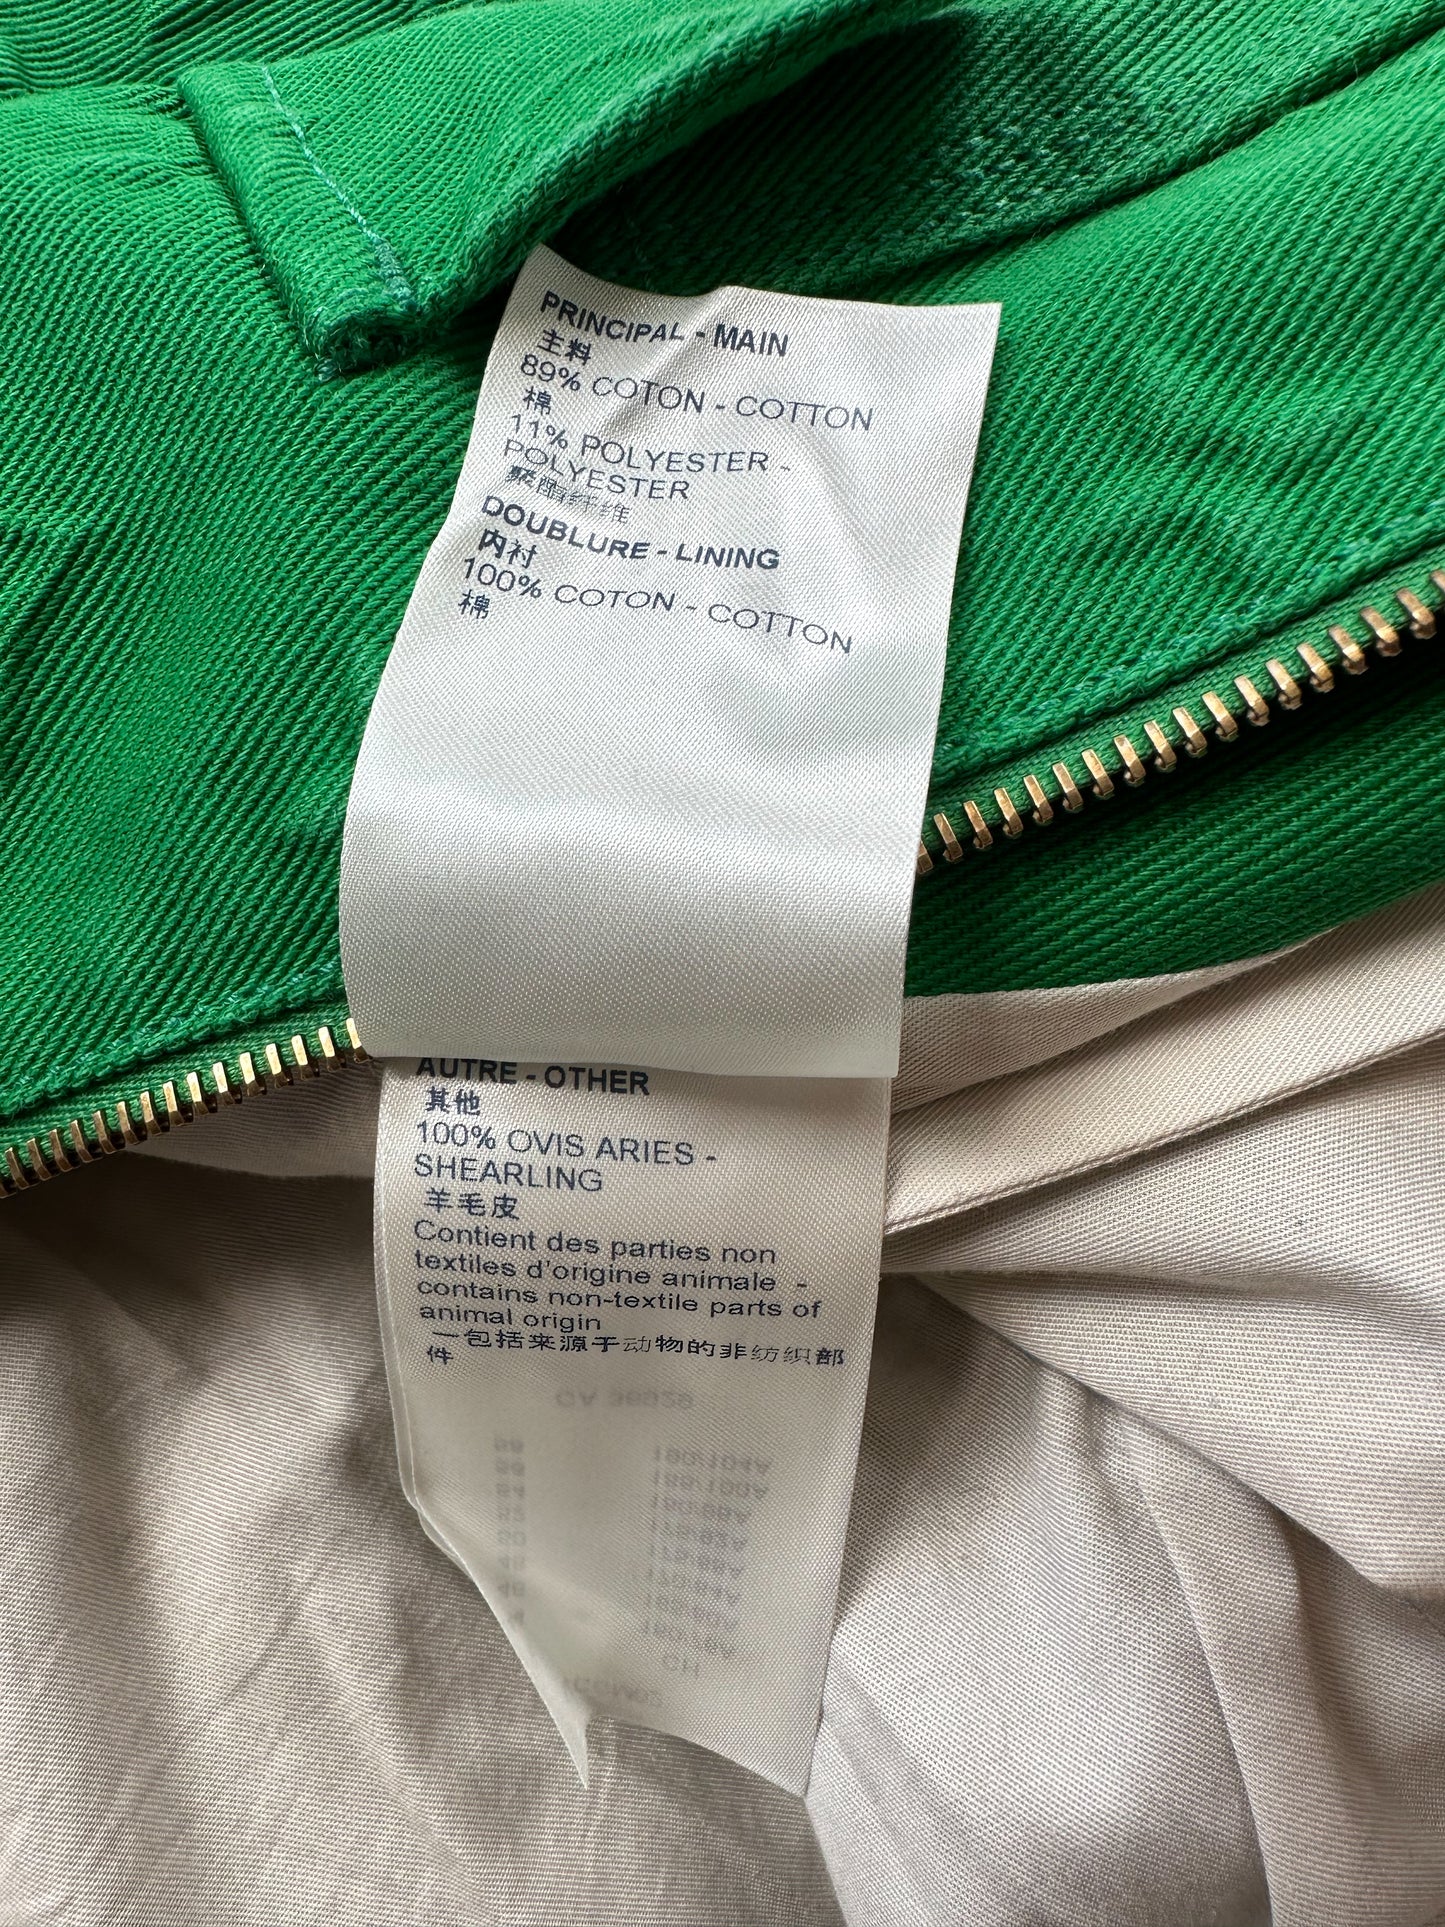 PRINCIPAL - MAIN
主料
89% COTON - COTTON
棉
11% POLYESTER -
POLYESTER
聚酯纤维
DOUBLURE - LINING
内衬
100% COTON - COTTON
棉
AUTRE - OTHER
其他
100% OVIS ARIES -
SHEARLING
羊毛皮
Contient des parties non
textiles d'origine animale -
contains non-textile parts of
animal origin
一包括来源于动物的非纺织部
件